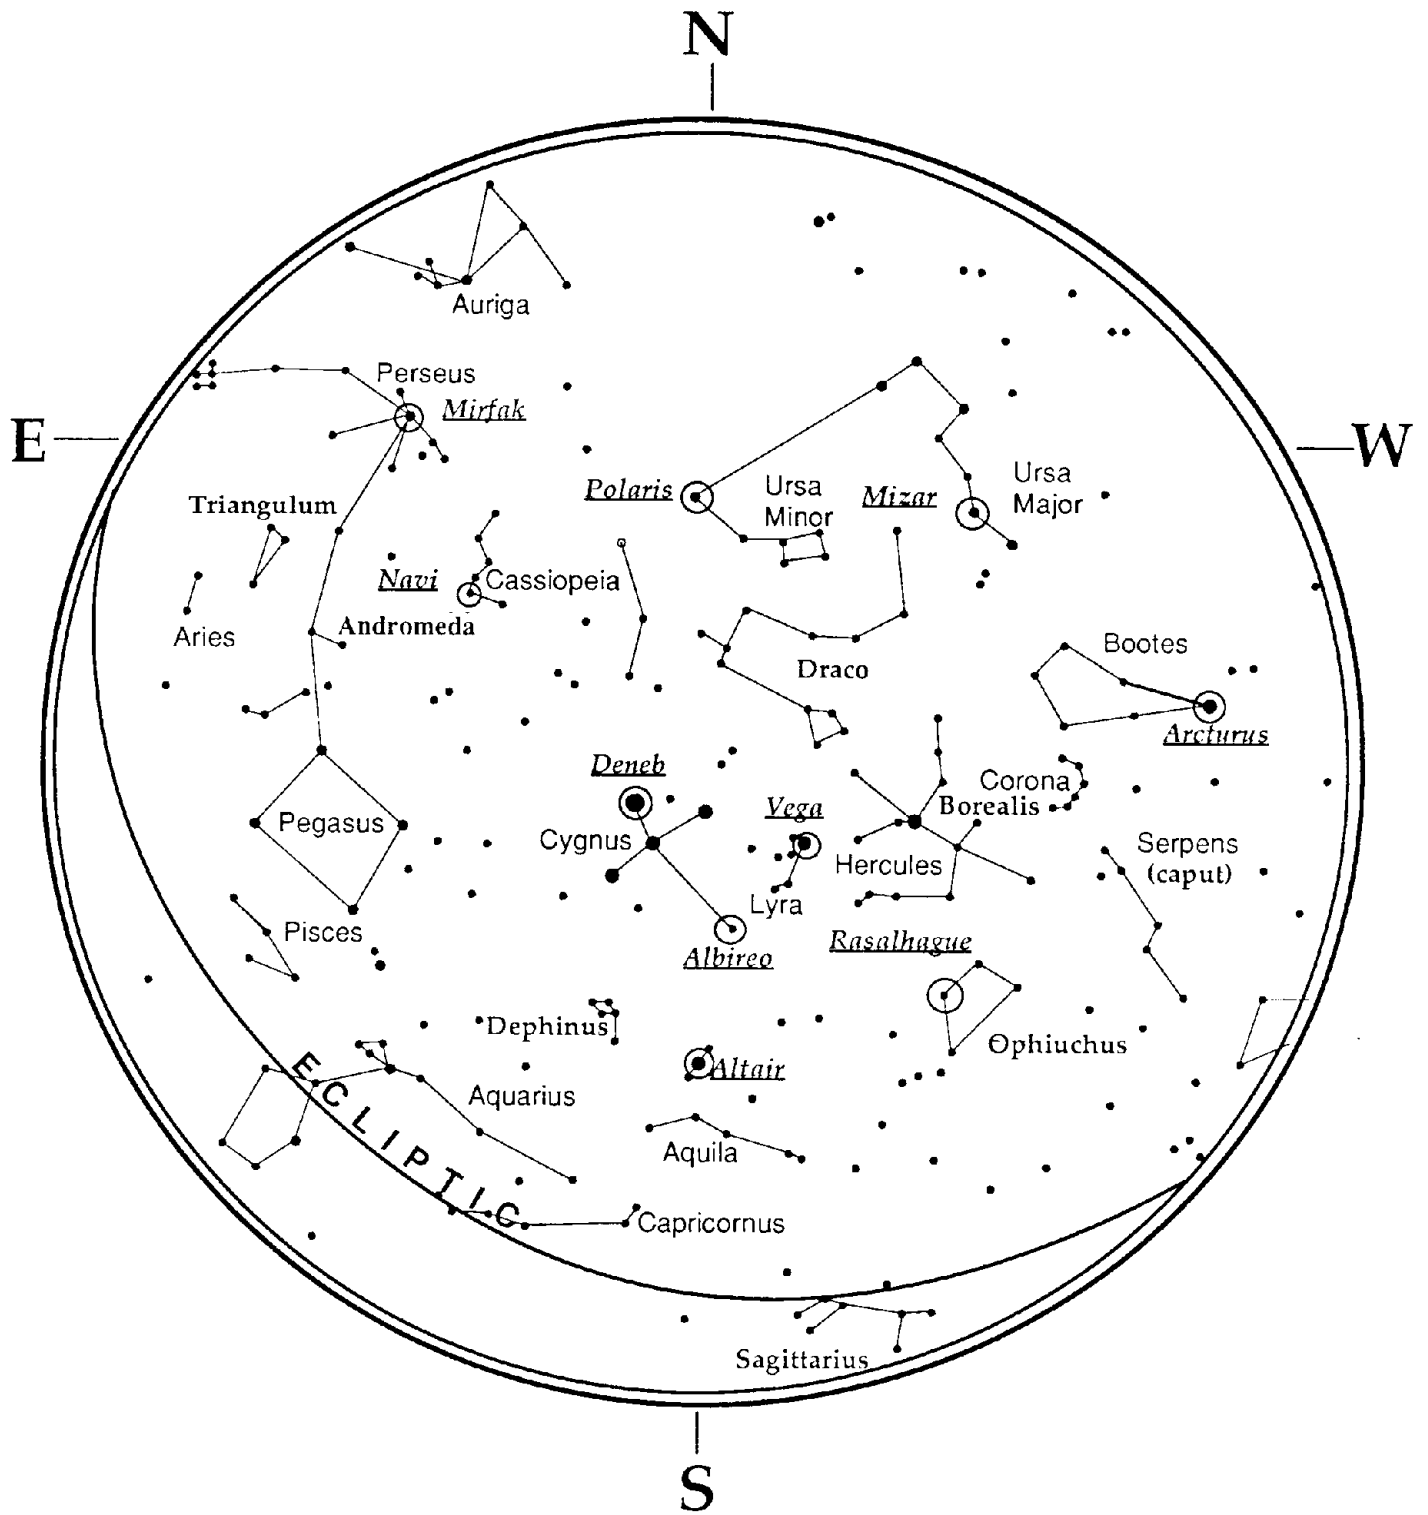 N
Auriga
Perseus
Mirfak
E
W
Polaris
Ursa
Minor
Mizar
Ursa
Major
Triangulum
Navi
Cassiopeia
Aries
Andromeda
Draco
Bootes
Arcturus
Deneb
Vega
Corona
Borealis
Pegasus
Cygnus
Hercules
Serpens
(caput)
Lyra
Pisces
Albireo
Rasalhague
Dephinus
Ophiuchus
Altair
Aquarius
ECLIPTIC
Aquila
Capricornus
Sagittarius
S